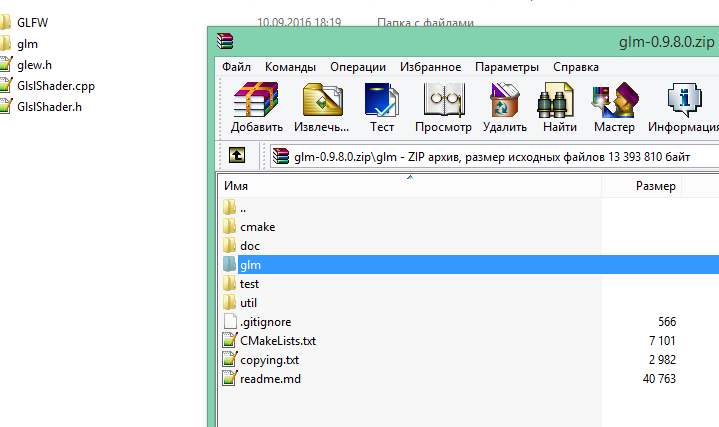 GLFW 10.09.2016 18:19 Папка с файлами
glm
glew.h
GlslShader.cpp
GlslShader.h
glm-0.9.8.0.zip
Файл Команды Операции Избранное Параметры Справка
Добавить Извлечь... Тест Просмотр Удалить Найти Мастер Информация
glm-0.9.8.0.zip\glm - ZIP архив, размер исходных файлов 13 393 810 байт
Имя Размер
..
cmake
doc
glm
test
util
.gitignore 566
CMakeLists.txt 7 101
copying.txt 2 982
readme.md 40 763